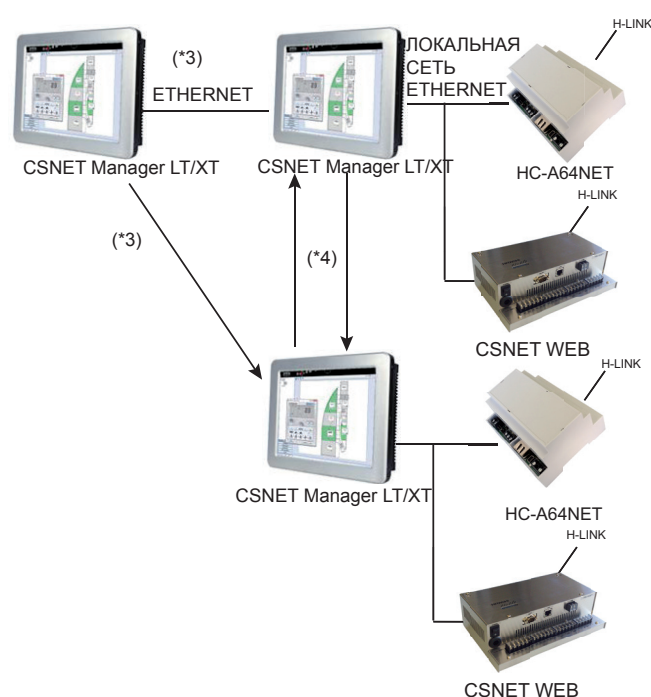 H-LINK
(*3)
ETHERNET
ЛОКАЛЬНАЯ
СЕТЬ
ETHERNET
CSNET Manager LT/XT
CSNET Manager LT/XT
HC-A64NET
H-LINK
(*3)
(*4)
CSNET WEB
H-LINK
CSNET Manager LT/XT
HC-A64NET
H-LINK
CSNET WEB